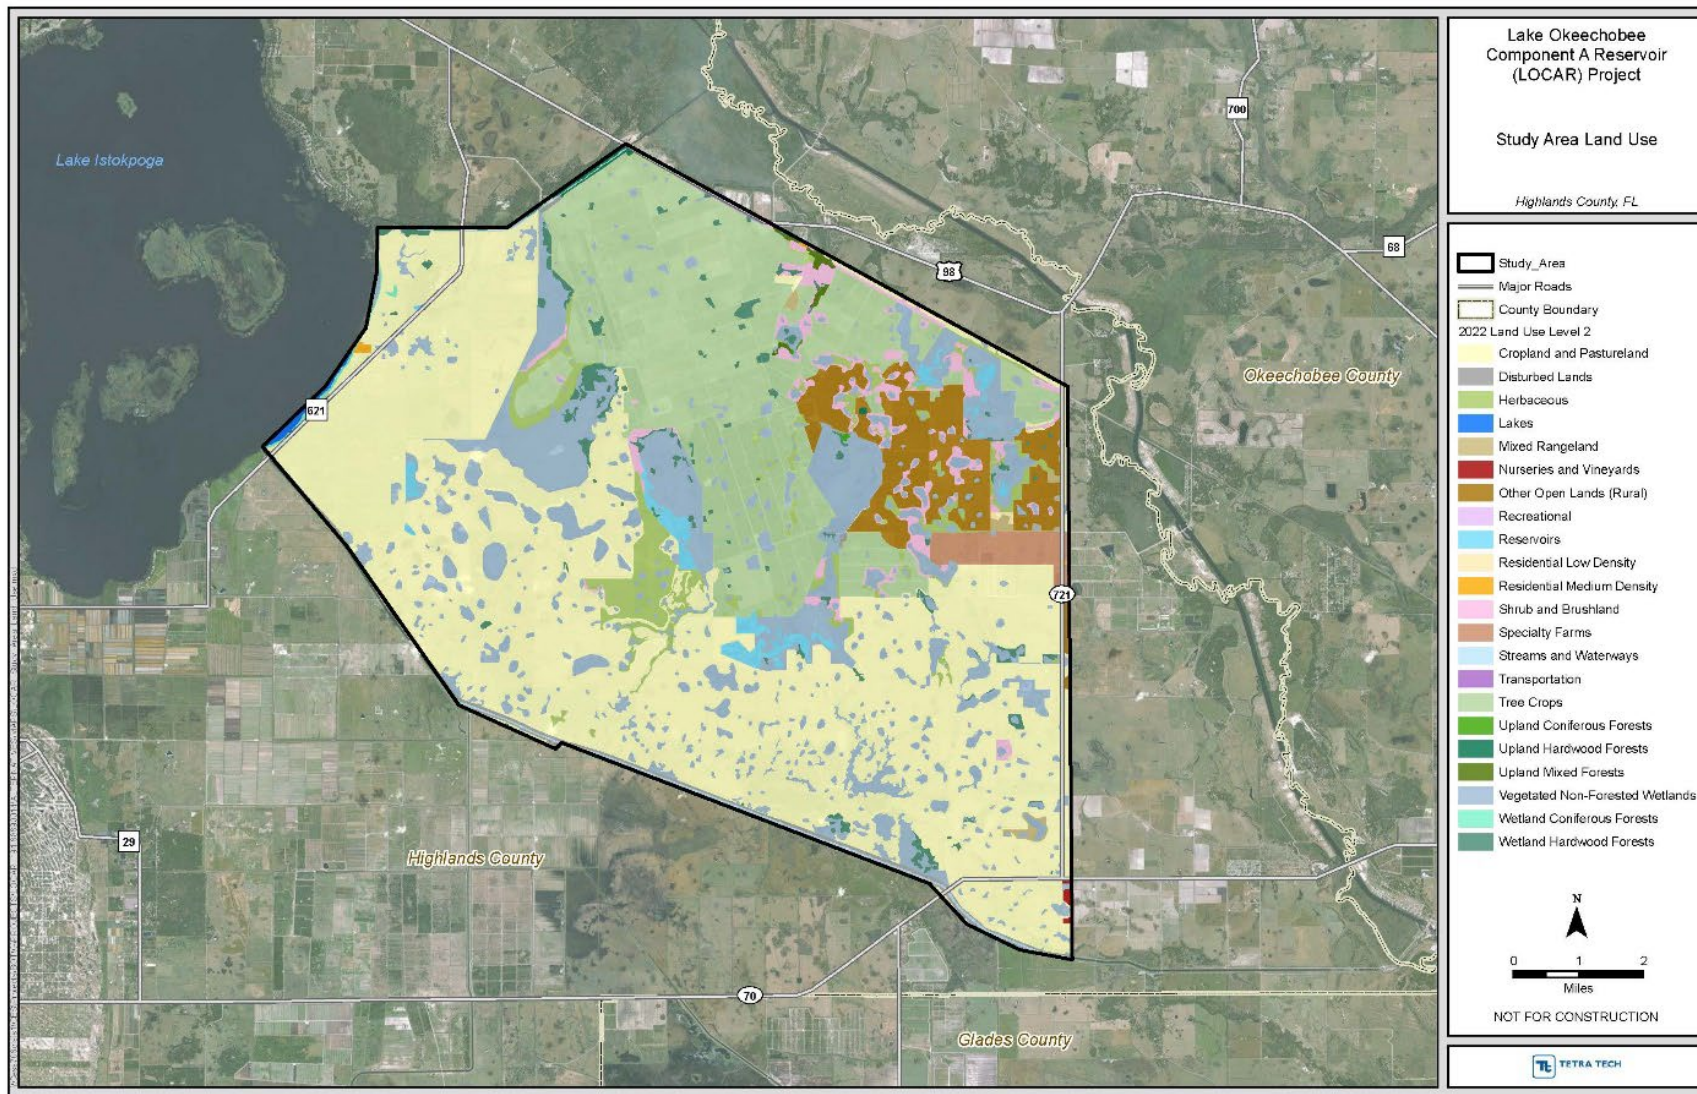 Lake Okeechobee
Component A Reservoir
(LOCAR) Project
Study Area Land Use
Highlands County, FL
Study_Area
Major Roads
County Boundary
2022 Land Use Level 2
Cropland and Pastureland
Disturbed Lands
Herbaceous
Lakes
Mixed Rangeland
Nurseries and Vineyards
Other Open Lands (Rural)
Recreational
Reservoirs
Residential Low Density
Residential Medium Density
Shrub and Brushland
Specialty Farms
Streams and Waterways
Transportation
Tree Crops
Upland Coniferous Forests
Upland Hardwood Forests
Upland Mixed Forests
Vegetated Non-Forested Wetlands
Wetland Coniferous Forests
Wetland Hardwood Forests
N
0 1 2
Miles
NOT FOR CONSTRUCTION
TETRA TECH
Lake Istokpoga
700
68
98
Okeechobee County
621
721
29
Highlands County
70
Glades County